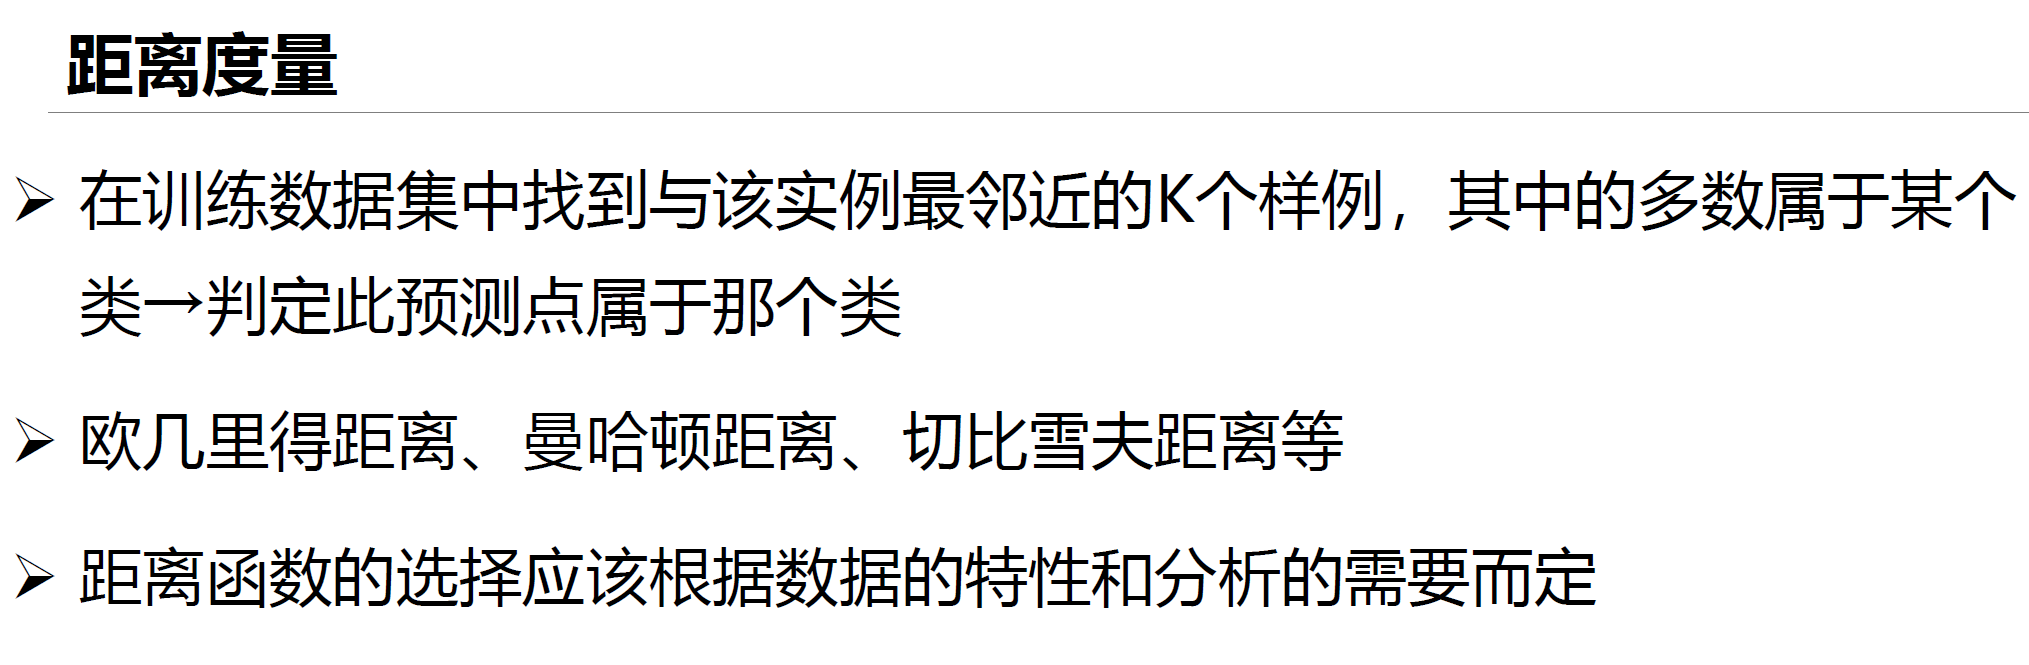 距离度量
➢ 在训练数据集中找到与该实例最邻近的K个样例，其中的多数属于某个
类→判定此预测点属于那个类
➢ 欧几里得距离、曼哈顿距离、切比雪夫距离等
➢ 距离函数的选择应该根据数据的特性和分析的需要而定